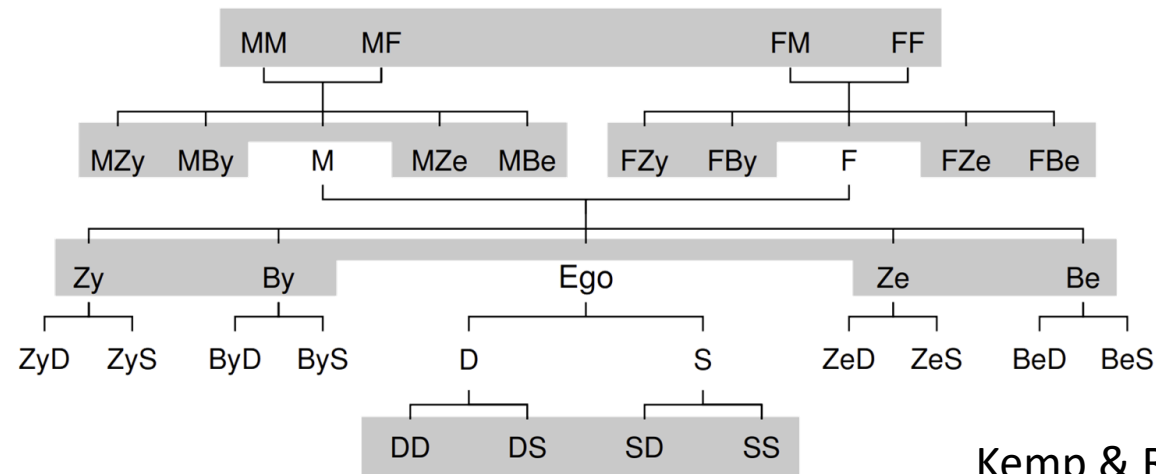 MM MF FM FF
MZy MBy M MZe MBe FZy FBy F FZe FBe
Zy By Ego Ze Be
ZyD ZyS ByD ByS D S ZeD ZeS BeD BeS
DD DS SD SS
Kemp &